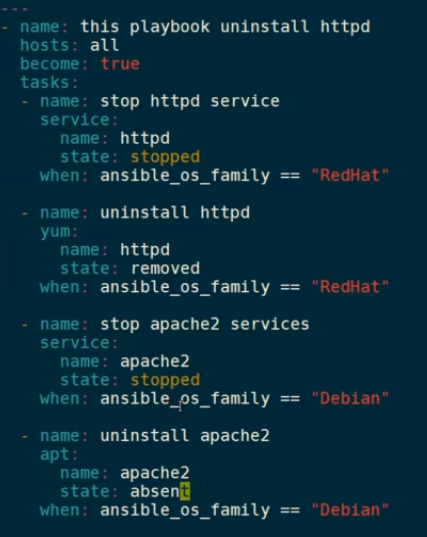 ---
- name: this playbook uninstall httpd
  hosts: all
  become: true
  tasks:
  - name: stop httpd service
    service:
      name: httpd
      state: stopped
    when: ansible_os_family == "RedHat"

  - name: uninstall httpd
    yum:
      name: httpd
      state: removed
    when: ansible_os_family == "RedHat"

  - name: stop apache2 services
    service:
      name: apache2
      state: stopped
    when: ansible_os_family == "Debian"

  - name: uninstall apache2
    apt:
      name: apache2
      state: absent
    when: ansible_os_family == "Debian"